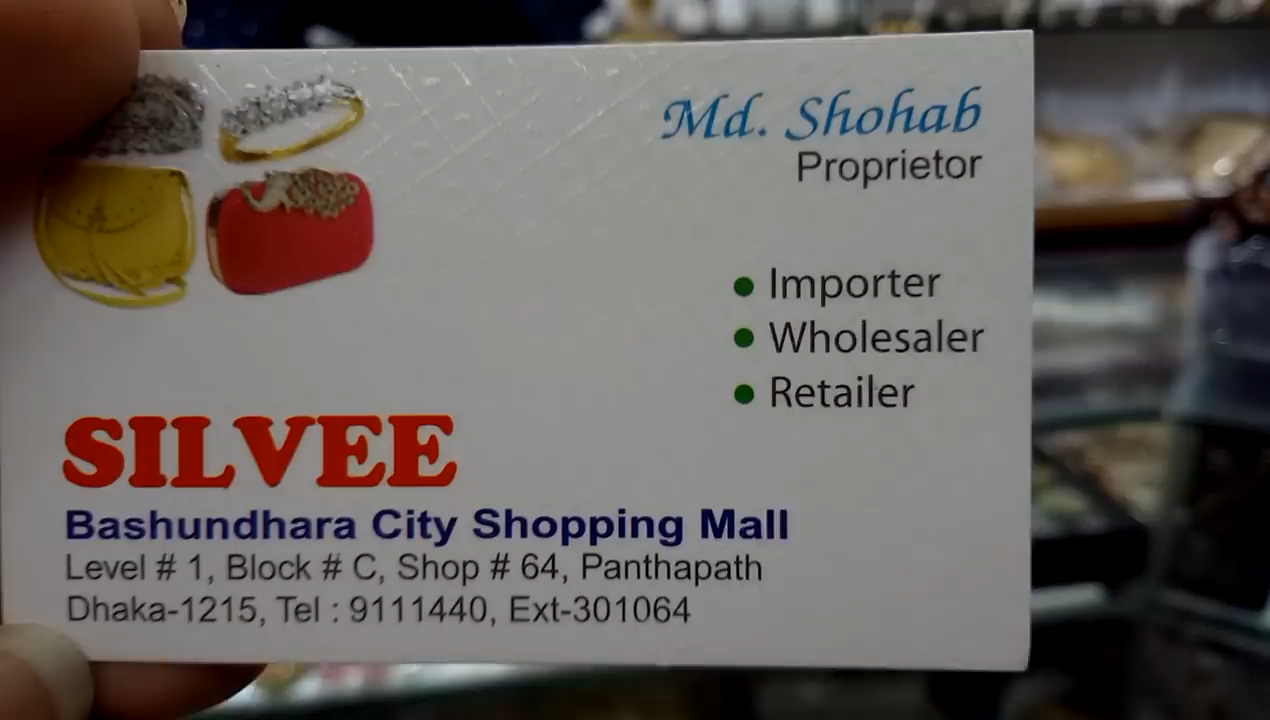 Md. Shohab
Proprietor
• Importer
• Wholesaler
• Retailer
SILVEE
Bashundhara City Shopping Mall
Level # 1, Block # C, Shop # 64, Panthapath
Dhaka-1215, Tel : 9111440, Ext-301064